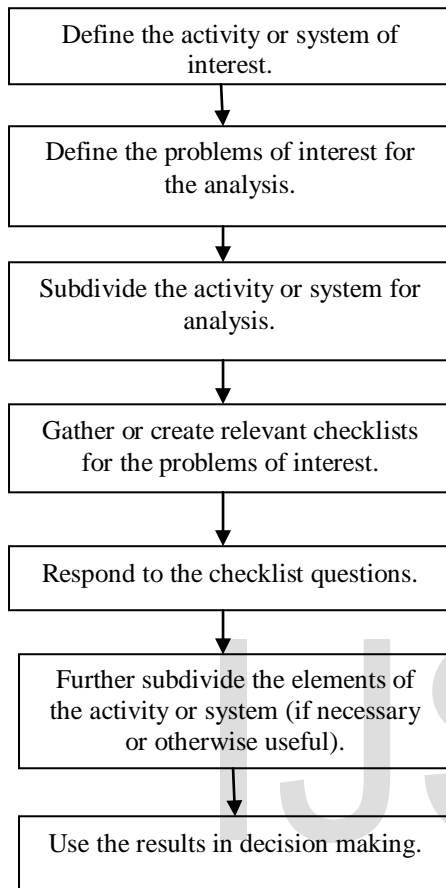 Define the activity or system of
interest.
Define the problems of interest for
the analysis.
Subdivide the activity or system for
analysis.
Gather or create relevant checklists
for the problems of interest.
Respond to the checklist questions.
Further subdivide the elements of
the activity or system (if necessary
or otherwise useful).
Use the results in decision making.